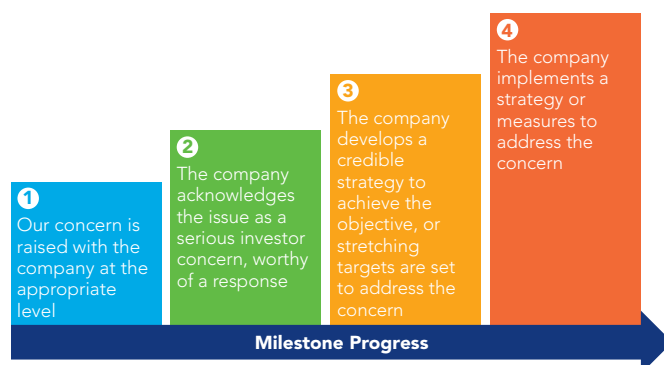 1
Our concern is
raised with the
company at the
appropriate
level
2
The company
acknowledges
the issue as a
serious investor
concern, worthy
of a response
3
The company
develops a
credible
strategy to
achieve the
objective, or
stretching
targets are set
to address the
concern
4
The company
implements a
strategy or
measures to
address the
concern
Milestone Progress